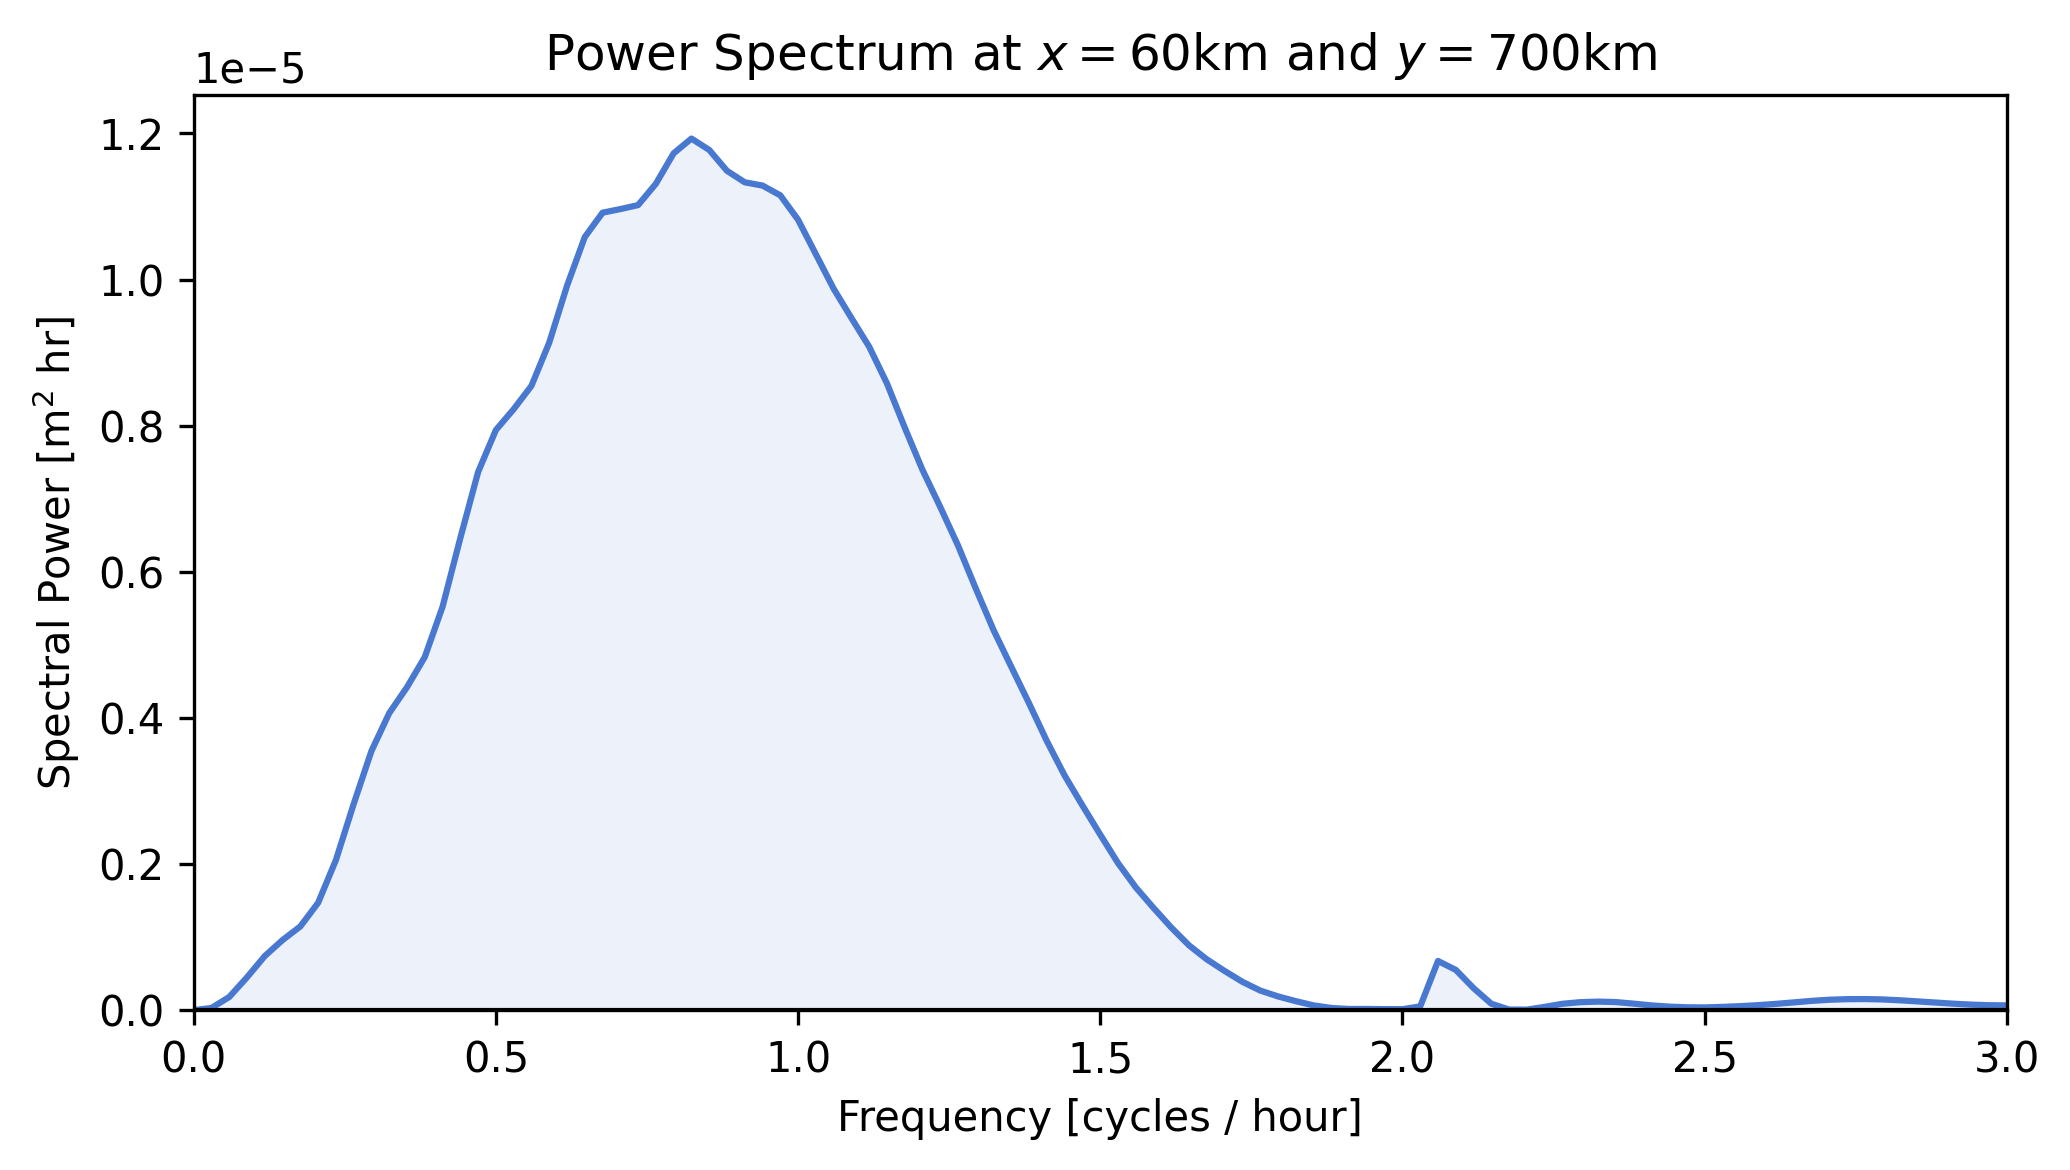 Power Spectrum at x = 60km and y = 700km
1e−5
1.2
1.0
0.8
0.6
0.4
0.2
0.0
Spectral Power [m² hr]
0.0 0.5 1.0 1.5 2.0 2.5 3.0
Frequency [cycles / hour]